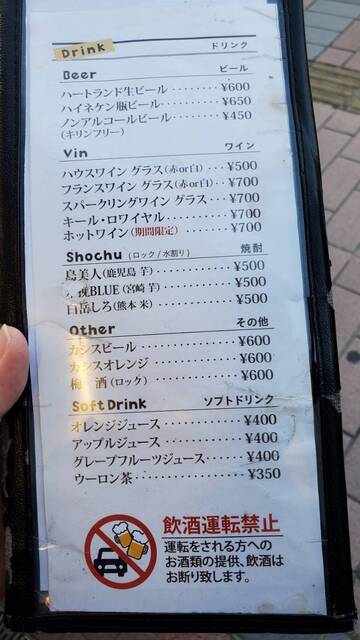 Drink ドリンク
Beer ビール
ハートランド生ビール ········ ¥600
ハイネケン瓶ビール ········ ¥650
ノンアルコールビール ······· ¥450
(キリンフリー)
Vin ワイン
ハウスワイン グラス(赤or白)··· ¥500
フランスワイン グラス(赤or白)·· ¥700
スパークリングワイン グラス ··· ¥700
キール・ロワイヤル ········ ¥700
ホットワイン(期間限定)····· ¥700
Shochu (ロック/水割り) 焼酎
島美人(鹿児島 芋) ········ ¥500
BLUE(宮崎 芋) ········ ¥500
白岳しろ(熊本 米) ········ ¥500
Other その他
カシスビール ··········· ¥600
カシスオレンジ ·········· ¥600
梅酒(ロック) ··········· ¥600
Soft Drink ソフトドリンク
オレンジジュース ········· ¥400
アップルジュース ········· ¥400
グレープフルーツジュース ····· ¥400
ウーロン茶 ············ ¥350
飲酒運転禁止
運転をされる方への
お酒類の提供、飲酒は
お断り致します。